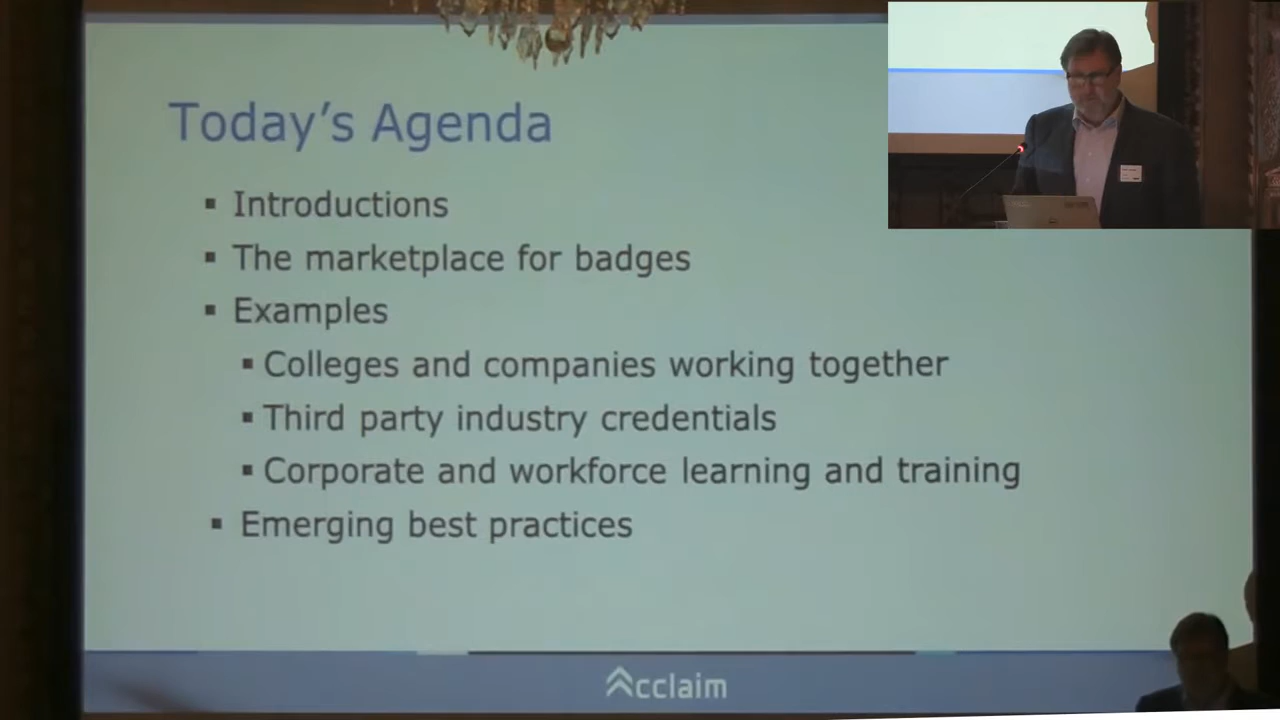 Today's Agenda
▪ Introductions
▪ The marketplace for badges
▪ Examples
▪ Colleges and companies working together
▪ Third party industry credentials
▪ Corporate and workforce learning and training
▪ Emerging best practices
Acclaim